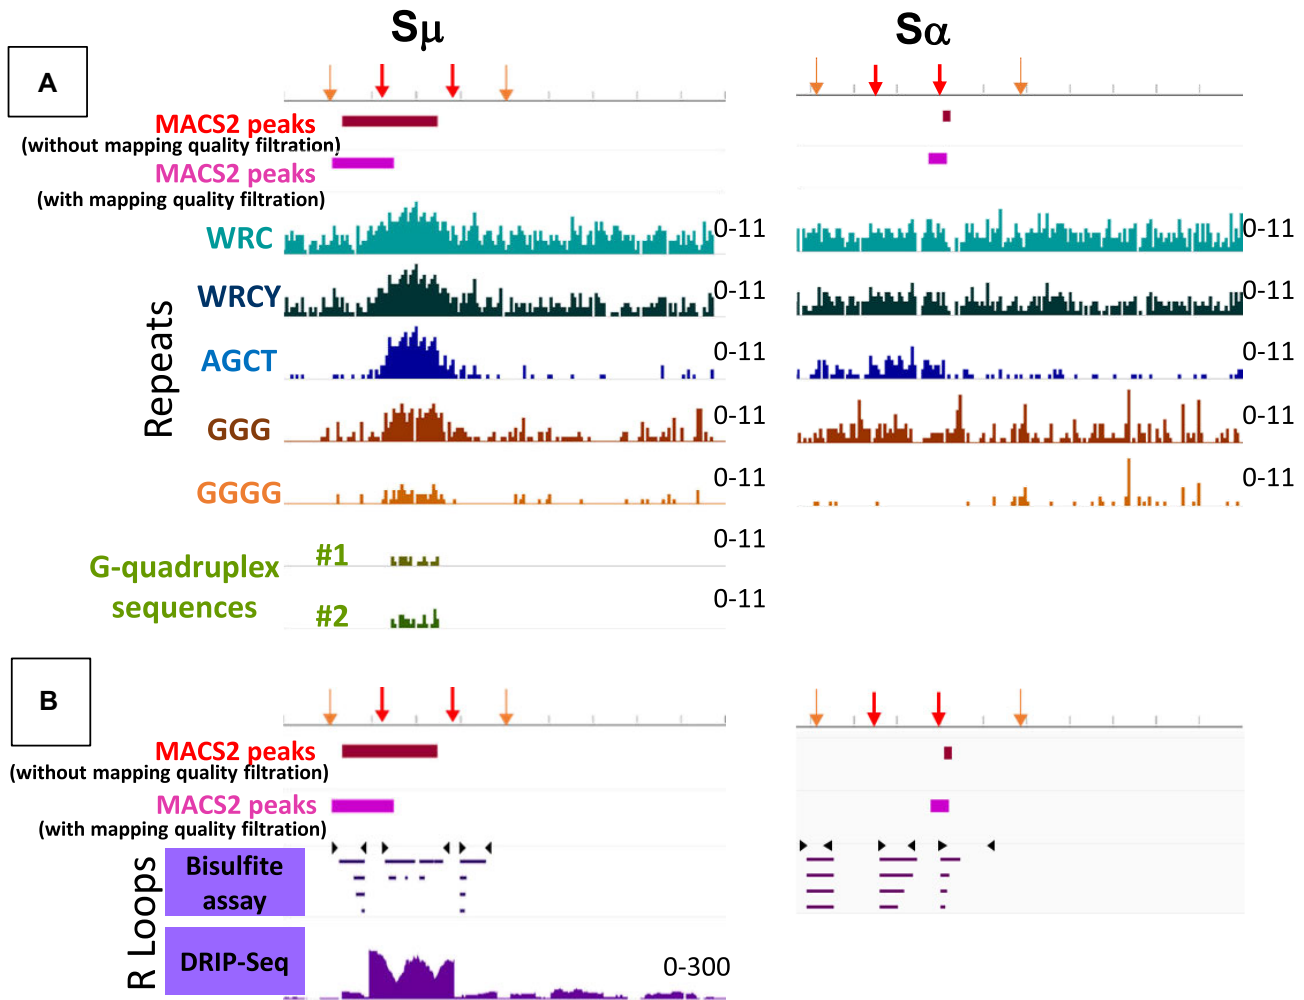 Sμ
Sα
A
MACS2 peaks
(without mapping quality filtration)
MACS2 peaks
(with mapping quality filtration)
Repeats
WRC
0-11
0-11
WRCY
0-11
0-11
AGCT
0-11
0-11
GGG
0-11
0-11
GGGG
0-11
0-11
G-quadruplex
sequences
#1
0-11
#2
0-11
B
MACS2 peaks
(without mapping quality filtration)
MACS2 peaks
(with mapping quality filtration)
R Loops
Bisulfite
assay
DRIP-Seq
0-300